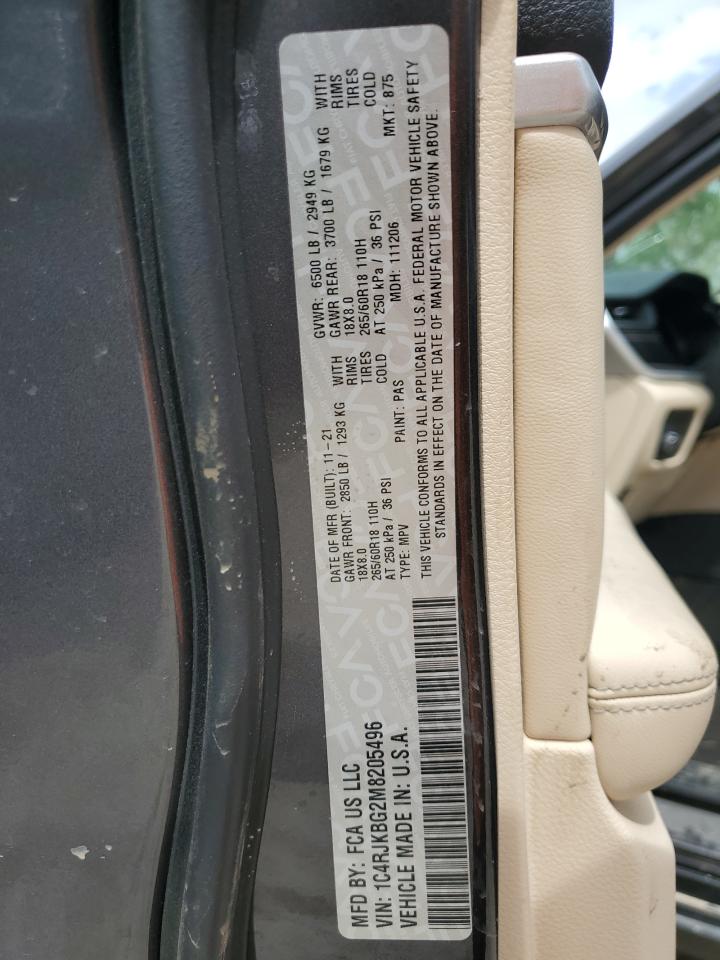 MFD BY: FCA US LLC
VIN: 1C4RJKBG2M8205496
VEHICLE MADE IN: U.S.A.
DATE OF MFR (BUILT): 11-21
GVWR: 6500 LB / 2949 KG
GAWR FRONT: 2850 LB / 1293 KG WITH
18X8.0 RIMS
265/60R18 110H TIRES
AT 250 kPa / 36 PSI COLD
GAWR REAR: 3700 LB / 1679 KG WITH
18X8.0 RIMS
265/60R18 110H TIRES
AT 250 kPa / 36 PSI COLD
TYPE: MPV PAINT: PAS MDH: 111206 MKT: 875
THIS VEHICLE CONFORMS TO ALL APPLICABLE U.S.A. FEDERAL MOTOR VEHICLE SAFETY
STANDARDS IN EFFECT ON THE DATE OF MANUFACTURE SHOWN ABOVE.